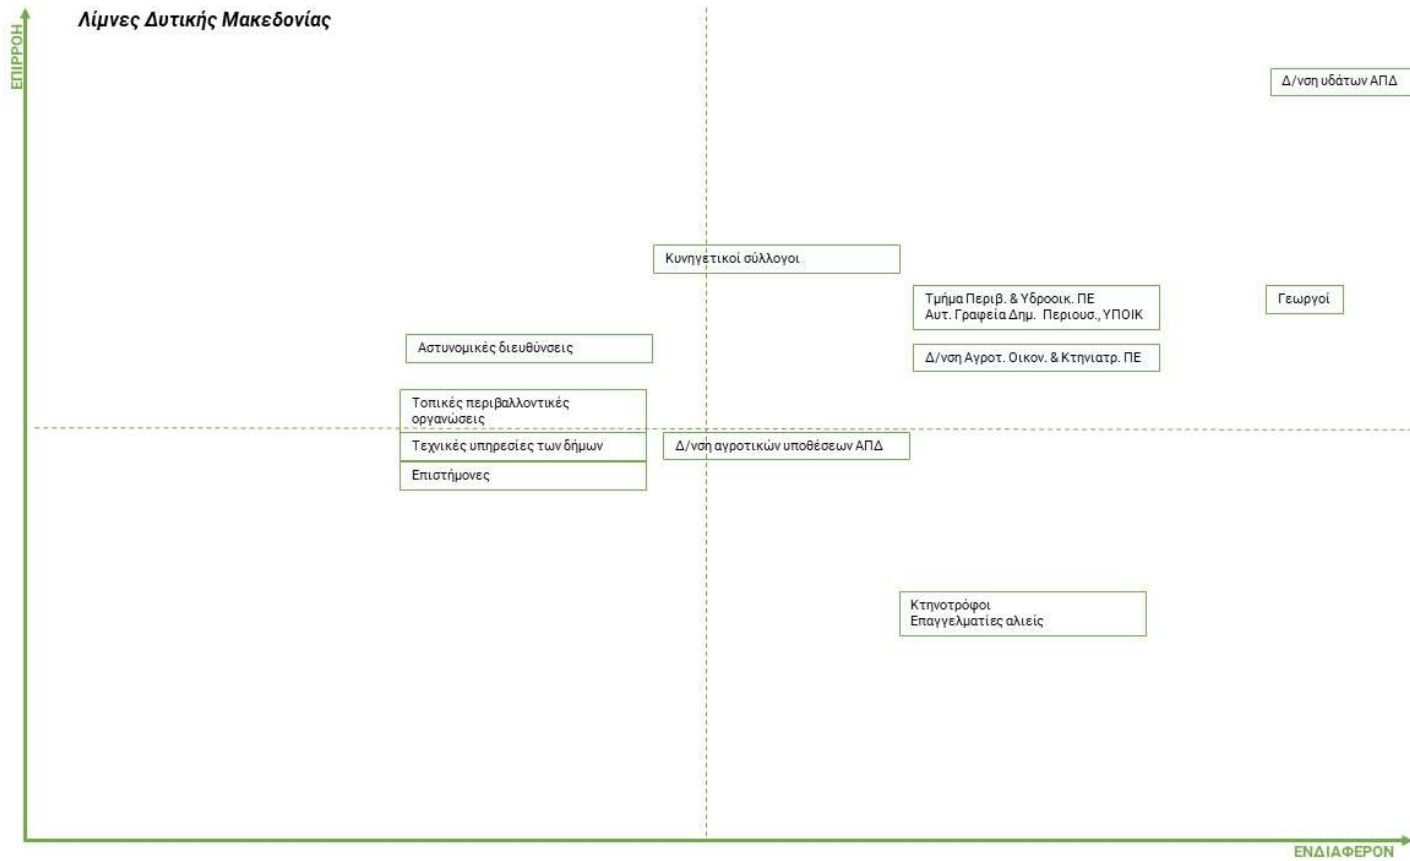 Λίμνες Δυτικής Μακεδονίας
ΕΠΙΡΡΟΗ
Δ/νση υδάτων ΑΠΔ
Κυνηγετικοί σύλλογοι
Τμήμα Περιβ. & Υδροοικ. ΠΕ
Αυτ. Γραφεία Δημ. Περιουσ., ΥΠΟΙΚ
Γεωργοί
Αστυνομικές διευθύνσεις
Δ/νση Αγροτ. Οικον. & Κτηνιατρ. ΠΕ
Τοπικές περιβαλλοντικές
οργανώσεις
Τεχνικές υπηρεσίες των δήμων
Δ/νση αγροτικών υποθέσεων ΑΠΔ
Επιστήμονες
Κτηνοτρόφοι
Επαγγελματίες αλιείς
ΕΝΔΙΑΦΕΡΟΝ